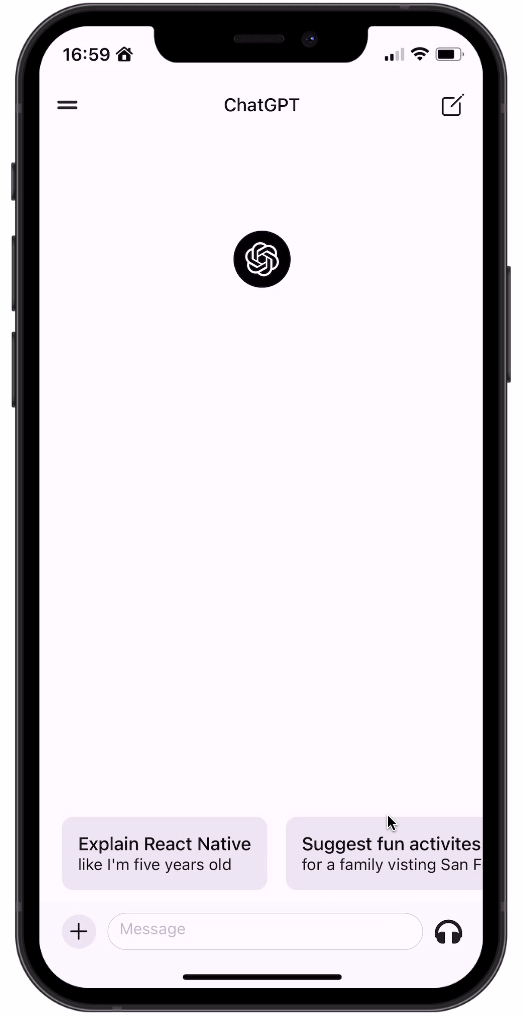 16:59
ChatGPT
Explain React Native
like I'm five years old
Suggest fun activites
for a family visting San F
Message